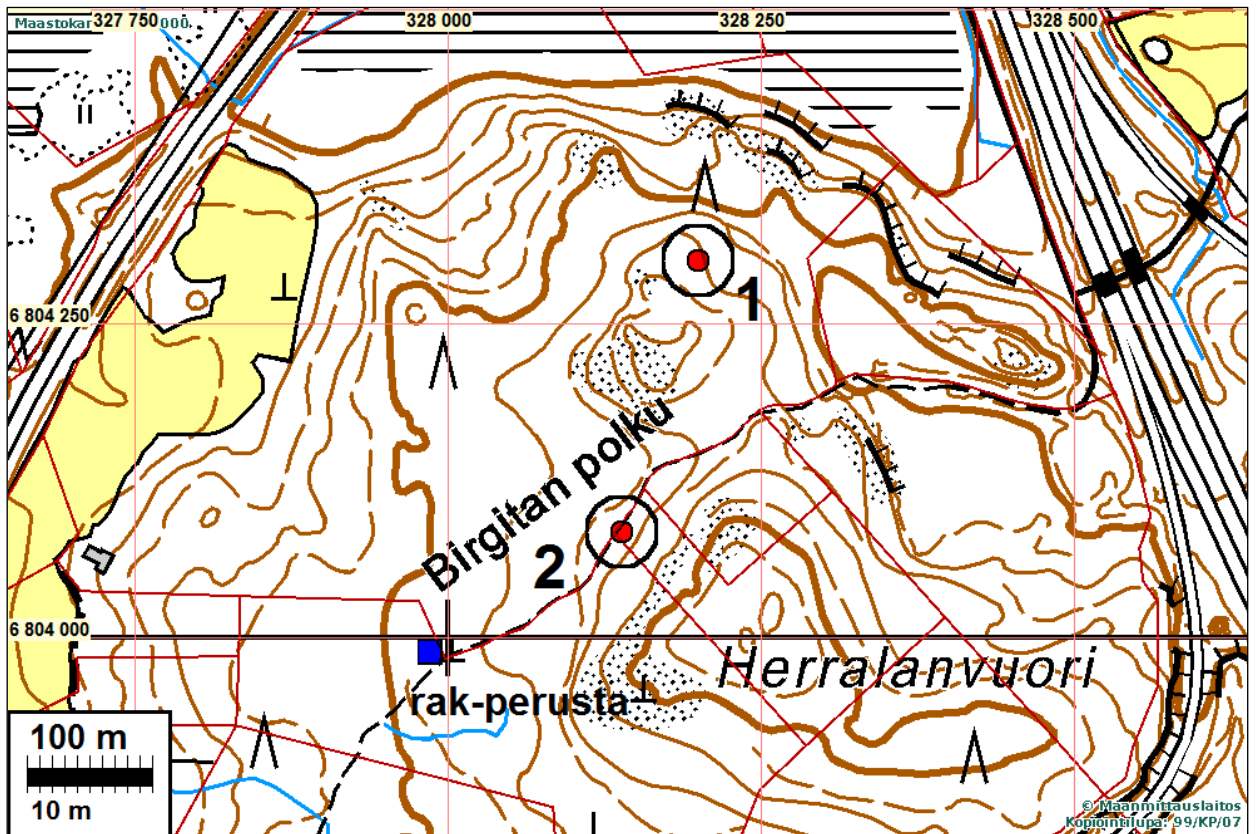 Maastokar 000.
327 750
328 000
328 250
328 500
6 804 250
1
Birgitan polku
2
6 804 000
Herralanvuori
rak-perusta
100 m
10 m
© Maanmittauslaitos
Kopiointilupa: 99/KP/07